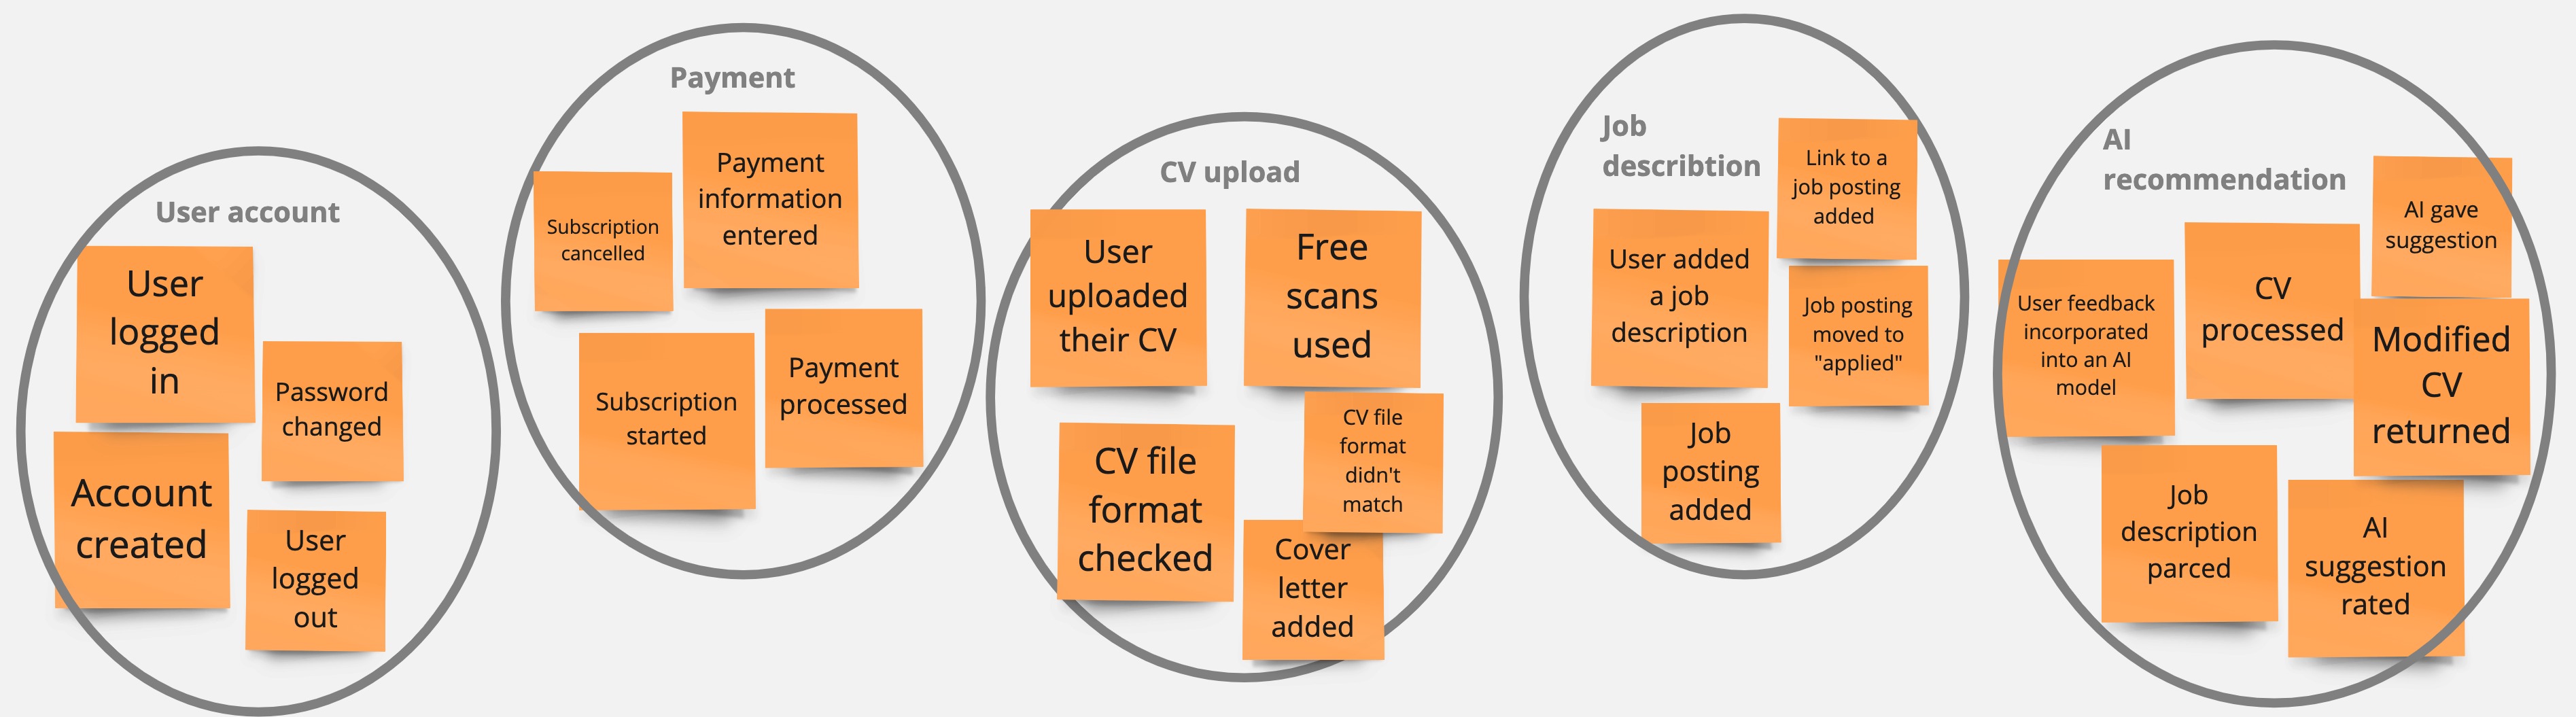 User account
User
logged
in
Password
changed
Account
created
User
logged
out
Payment
Subscription
cancelled
Payment
information
entered
Subscription
started
Payment
processed
CV upload
User
uploaded
their CV
Free
scans
used
CV file
format
checked
CV file
format
didn't
match
Cover
letter
added
Job
describtion
Link to a
job posting
added
User added
a job
description
Job posting
moved to
"applied"
Job
posting
added
AI
recommendation
AI gave
suggestion
User feedback
incorporated
into an AI
model
CV
processed
Modified
CV
returned
Job
description
parced
AI
suggestion
rated